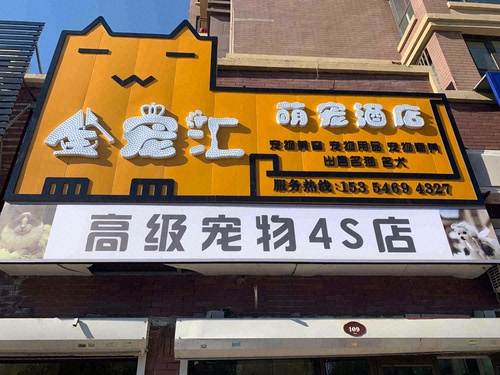 金宠汇
萌宠酒店
宠物美容 宠物用品 宠物寄养
出售名猫 名犬
服务热线:153 5469 4327
高级宠物4S店
109